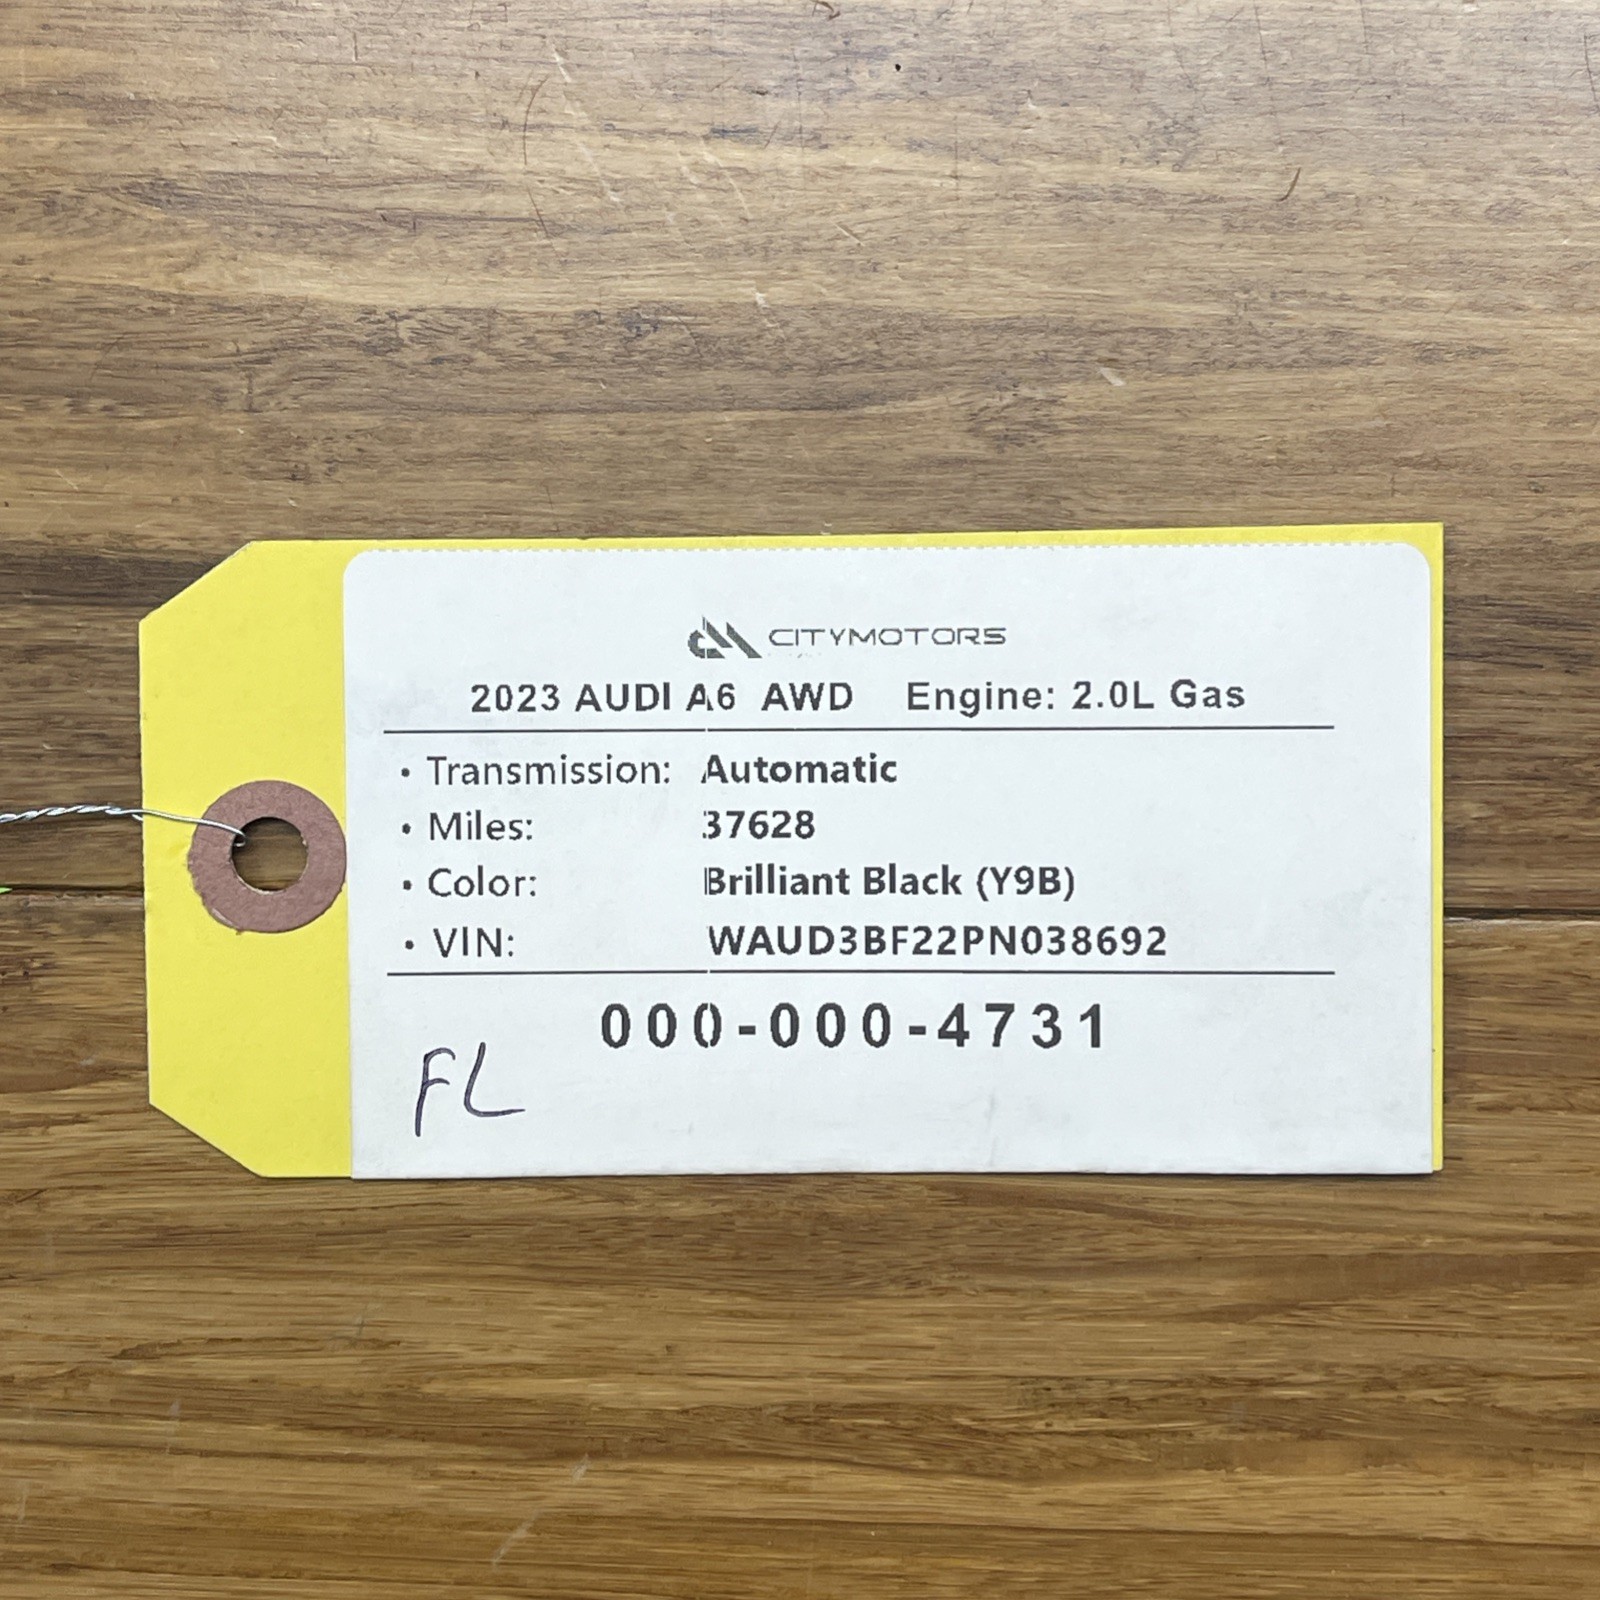 CITYMOTORS
2023 AUDI A6 AWD Engine: 2.0L Gas
• Transmission: Automatic
• Miles: 37628
• Color: Brilliant Black (Y9B)
• VIN: WAUD3BF22PN038692
000-000-4731
FL